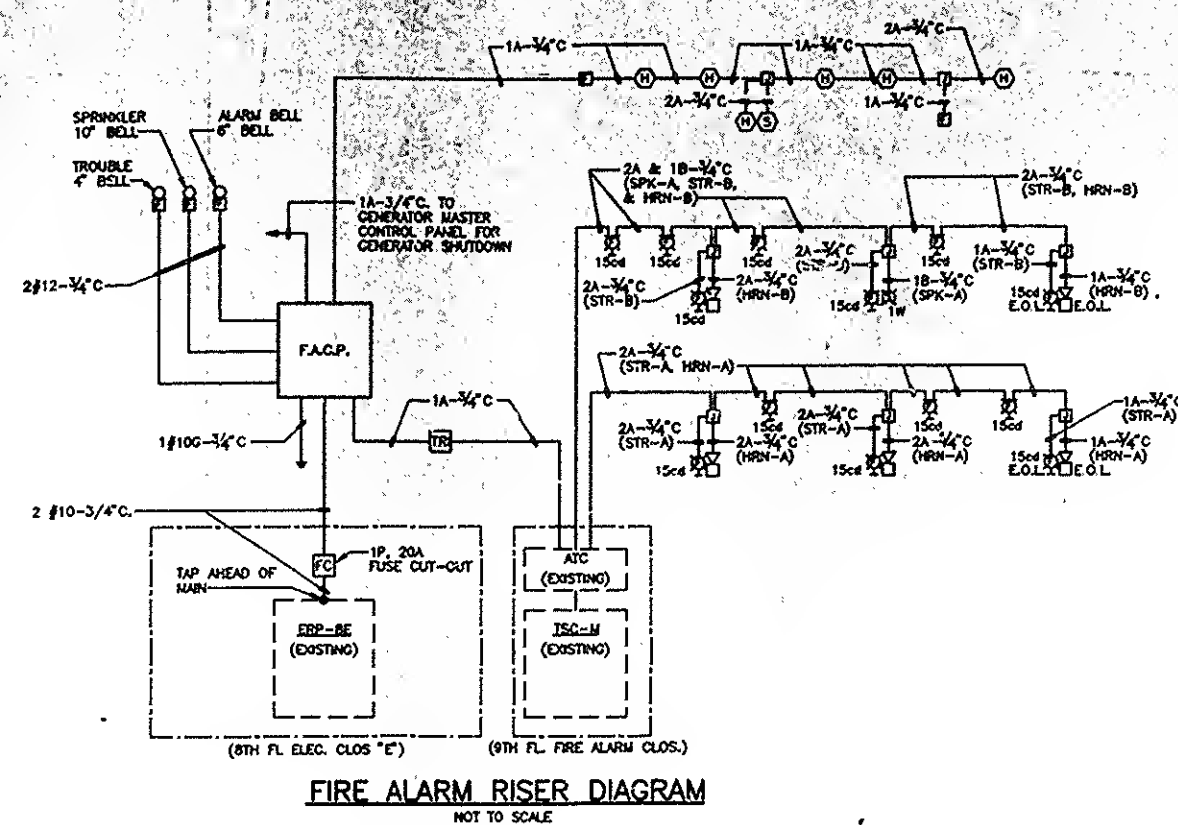 1A-3/4"C
1A-3/4"C
2A-3/4"C
H
H
H
H
H
2A-3/4"C
1A-3/4"C
H
S
SPRINKLER
10" BELL
ALARM BELL
6" BELL
TROUBLE
4" BELL
1A-3/4"C. TO
GENERATOR MASTER
CONTROL PANEL FOR
GENERATOR SHUTDOWN
2#12-3/4"C
2A & 1B-3/4"C
(SPK-A, STR-B,
& HRN-B)
2A-3/4"C
(STR-B, HRN-B)
15cd
15cd
15cd
15cd
2A-3/4"C
2A-3/4"C
(STR-B)
2A-3/4"C
(HRN-B)
1B-3/4"C
(SPK-A)
1A-3/4"C
(STR-B)
1A-3/4"C
(HRN-B)
15cd
15cd
1W
15cd
E.O.L.
E.O.L.
F.A.C.P.
2A-3/4"C
(STR-A, HRN-A)
1A-3/4"C
TR
1#10G-3/4"C
15cd
15cd
15cd
2A-3/4"C
(STR-A)
2A-3/4"C
(HRN-A)
2A-3/4"C
(STR-A)
2A-3/4"C
(HRN-A)
1A-3/4"C
(STR-A)
1A-3/4"C
(HRN-A)
15cd
15cd
15cd
E.O.L.
E.O.L.
2 #10-3/4"C.
FC
1P, 20A
FUSE CUT-OUT
TAP AHEAD OF
MAIN
ERP-8E
(EXISTING)
ATC
(EXISTING)
TSC-M
(EXISTING)
(8TH FL ELEC. CLOS "E")
(9TH FL. FIRE ALARM CLOS.)
FIRE ALARM RISER DIAGRAM
NOT TO SCALE